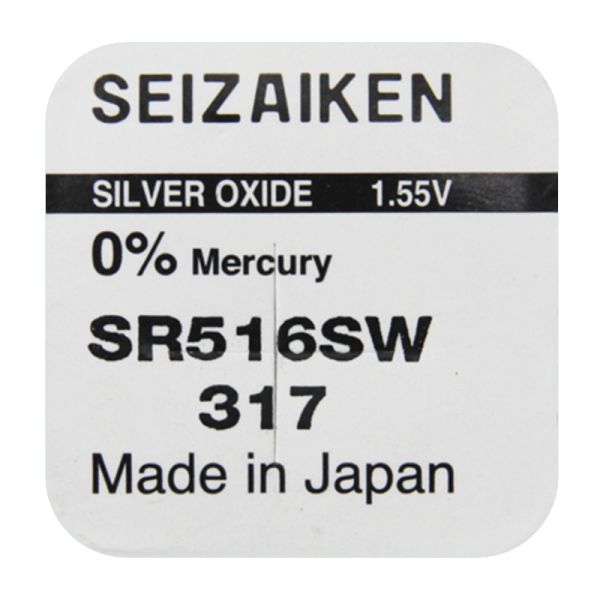 SEIZAIKEN
SILVER OXIDE 1.55V
0% Mercury
SR516SW
317
Made in Japan